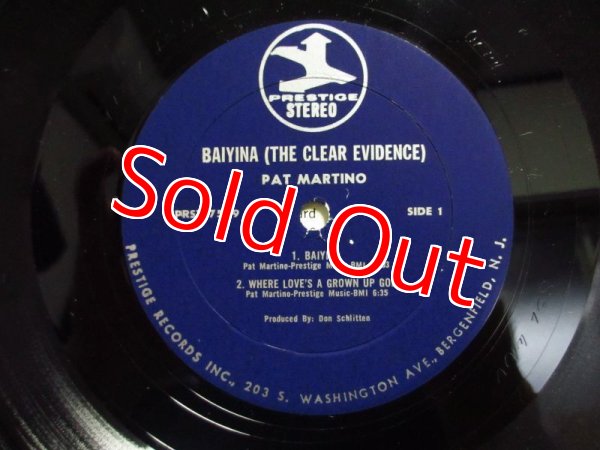 PRESTIGE
STEREO
BAIYINA (THE CLEAR EVIDENCE)
PAT MARTINO
SIDE 1
Sold Out
1.
Pat Martino-Prestige Music-BMI
2. WHERE LOVE'S A GROWN UP
Pat Martino-Prestige Music-BMI 6:35
Produced By: Don Schlitten
PRESTIGE RECORDS INC., 203 S. WASHINGTON AVE., BERGENFIELD, N. J.